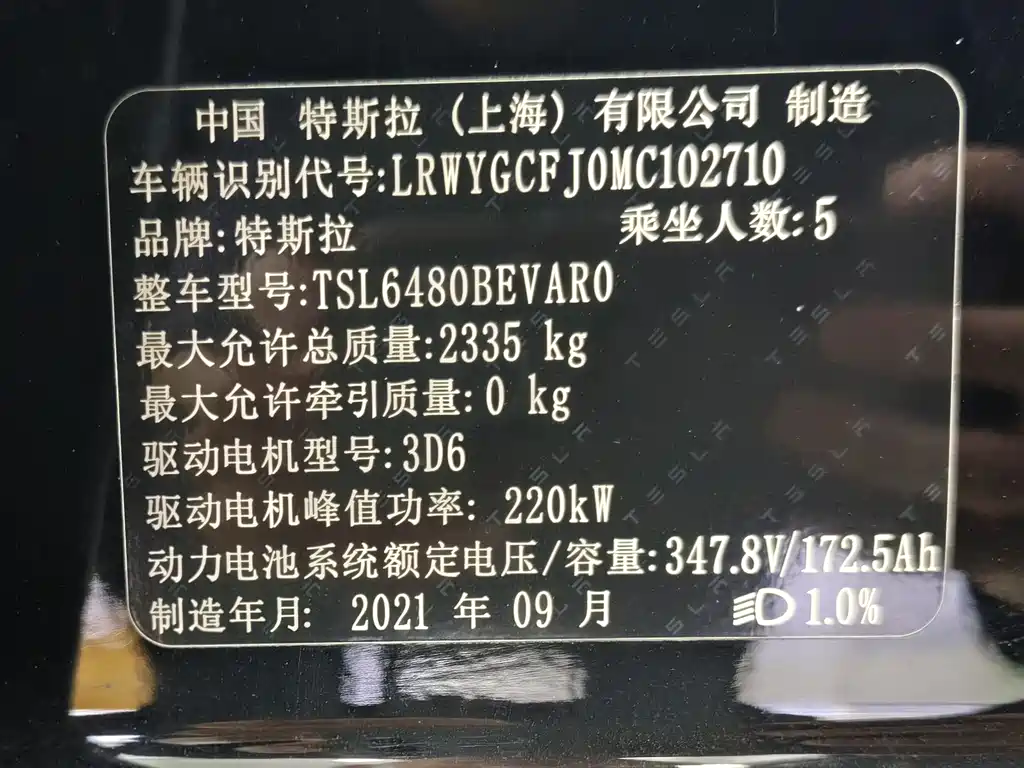 中国 特斯拉（上海）有限公司 制造
车辆识别代号:LRWYGCFJ0MC102710
品牌:特斯拉 乘坐人数:5
整车型号:TSL6480BEVAR0
最大允许总质量:2335 kg
最大允许牵引质量:0 kg
驱动电机型号:3D6
驱动电机峰值功率: 220kW
动力电池系统额定电压/容量:347.8V/172.5Ah
制造年月: 2021 年 09 月 1.0%